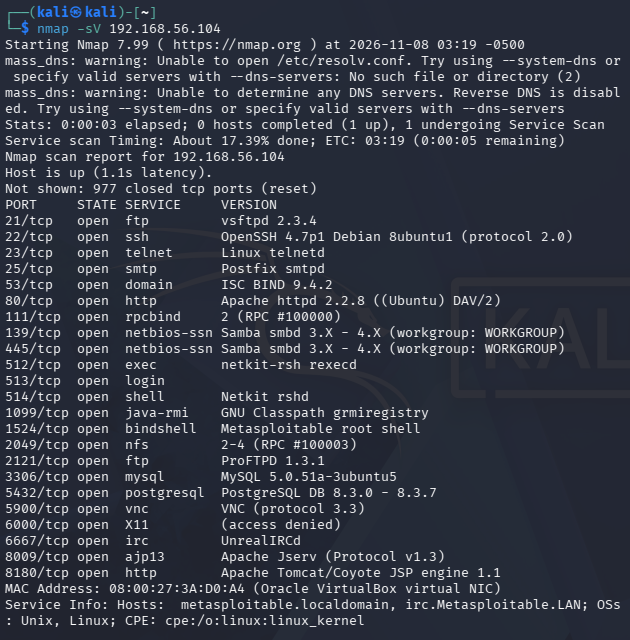 ┌──(kali㉿kali)-[~]
└─$ nmap -sV 192.168.56.104
Starting Nmap 7.99 ( https://nmap.org ) at 2026-11-08 03:19 -0500
mass_dns: warning: Unable to open /etc/resolv.conf. Try using --system-dns or
 specify valid servers with --dns-servers: No such file or directory (2)
mass_dns: warning: Unable to determine any DNS servers. Reverse DNS is disabl
ed. Try using --system-dns or specify valid servers with --dns-servers
Stats: 0:00:03 elapsed; 0 hosts completed (1 up), 1 undergoing Service Scan
Service scan Timing: About 17.39% done; ETC: 03:19 (0:00:05 remaining)
Nmap scan report for 192.168.56.104
Host is up (1.1s latency).
Not shown: 977 closed tcp ports (reset)
PORT     STATE SERVICE     VERSION
21/tcp   open  ftp         vsftpd 2.3.4
22/tcp   open  ssh         OpenSSH 4.7p1 Debian 8ubuntu1 (protocol 2.0)
23/tcp   open  telnet      Linux telnetd
25/tcp   open  smtp        Postfix smtpd
53/tcp   open  domain      ISC BIND 9.4.2
80/tcp   open  http        Apache httpd 2.2.8 ((Ubuntu) DAV/2)
111/tcp  open  rpcbind     2 (RPC #100000)
139/tcp  open  netbios-ssn Samba smbd 3.X - 4.X (workgroup: WORKGROUP)
445/tcp  open  netbios-ssn Samba smbd 3.X - 4.X (workgroup: WORKGROUP)
512/tcp  open  exec        netkit-rsh rexecd
513/tcp  open  login
514/tcp  open  shell       Netkit rshd
1099/tcp open  java-rmi    GNU Classpath grmiregistry
1524/tcp open  bindshell   Metasploitable root shell
2049/tcp open  nfs         2-4 (RPC #100003)
2121/tcp open  ftp         ProFTPD 1.3.1
3306/tcp open  mysql       MySQL 5.0.51a-3ubuntu5
5432/tcp open  postgresql  PostgreSQL DB 8.3.0 - 8.3.7
5900/tcp open  vnc         VNC (protocol 3.3)
6000/tcp open  X11         (access denied)
6667/tcp open  irc         UnrealIRCd
8009/tcp open  ajp13       Apache Jserv (Protocol v1.3)
8180/tcp open  http        Apache Tomcat/Coyote JSP engine 1.1
MAC Address: 08:00:27:3A:D0:A4 (Oracle VirtualBox virtual NIC)
Service Info: Hosts:  metasploitable.localdomain, irc.Metasploitable.LAN; OSs
: Unix, Linux; CPE: cpe:/o:linux:linux_kernel
KAL